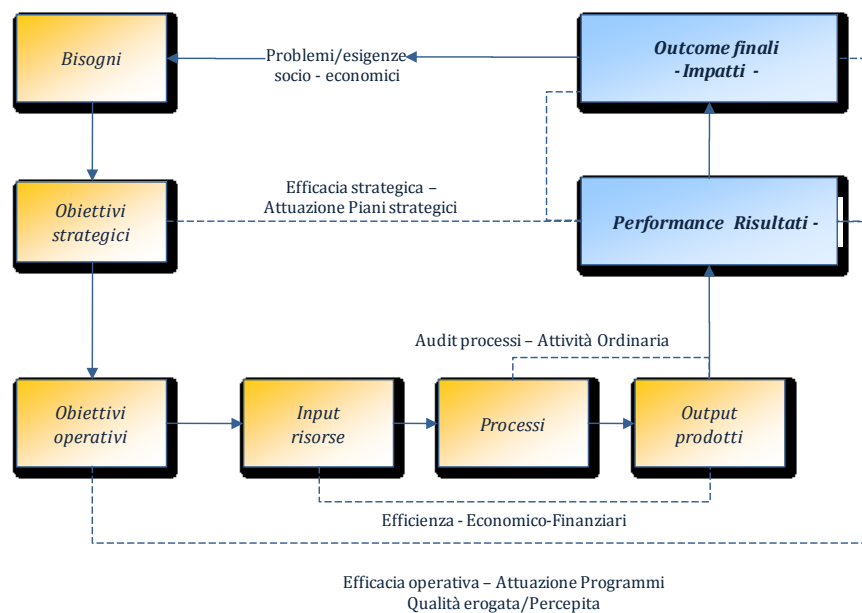 Bisogni
Problemi/esigenze
socio - economici
Outcome finali
- Impatti -
Obiettivi
strategici
Efficacia strategica –
Attuazione Piani strategici
Performance Risultati -
Audit processi – Attività Ordinaria
Obiettivi
operativi
Input
risorse
Processi
Output
prodotti
Efficienza - Economico-Finanziari
Efficacia operativa – Attuazione Programmi
Qualità erogata/Percepita